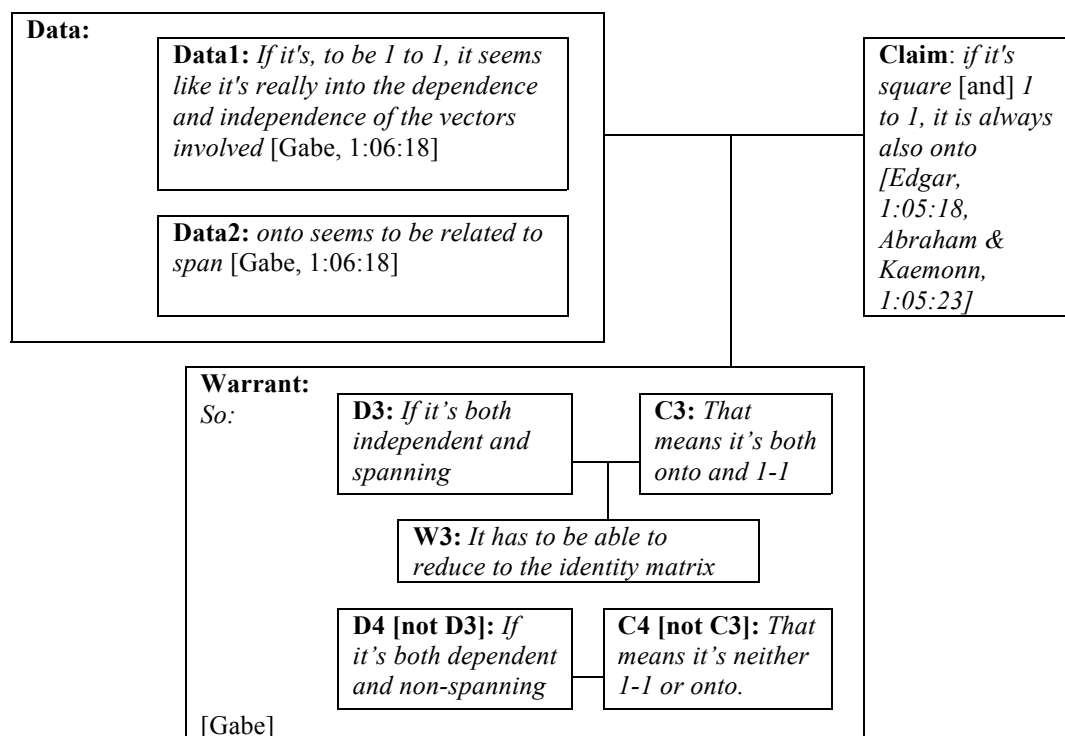 Data:
Data1: If it's, to be 1 to 1, it seems
like it's really into the dependence
and independence of the vectors
involved [Gabe, 1:06:18]
Data2: onto seems to be related to
span [Gabe, 1:06:18]
Claim: if it's
square [and] 1
to 1, it is always
also onto
[Edgar,
1:05:18,
Abraham &
Kaemonn,
1:05:23]
Warrant:
So:
D3: If it’s both
independent and
spanning
C3: That
means it’s both
onto and 1-1
W3: It has to be able to
reduce to the identity matrix
D4 [not D3]: If
it’s both dependent
and non-spanning
C4 [not C3]: That
means it’s neither
1-1 or onto.
[Gabe]